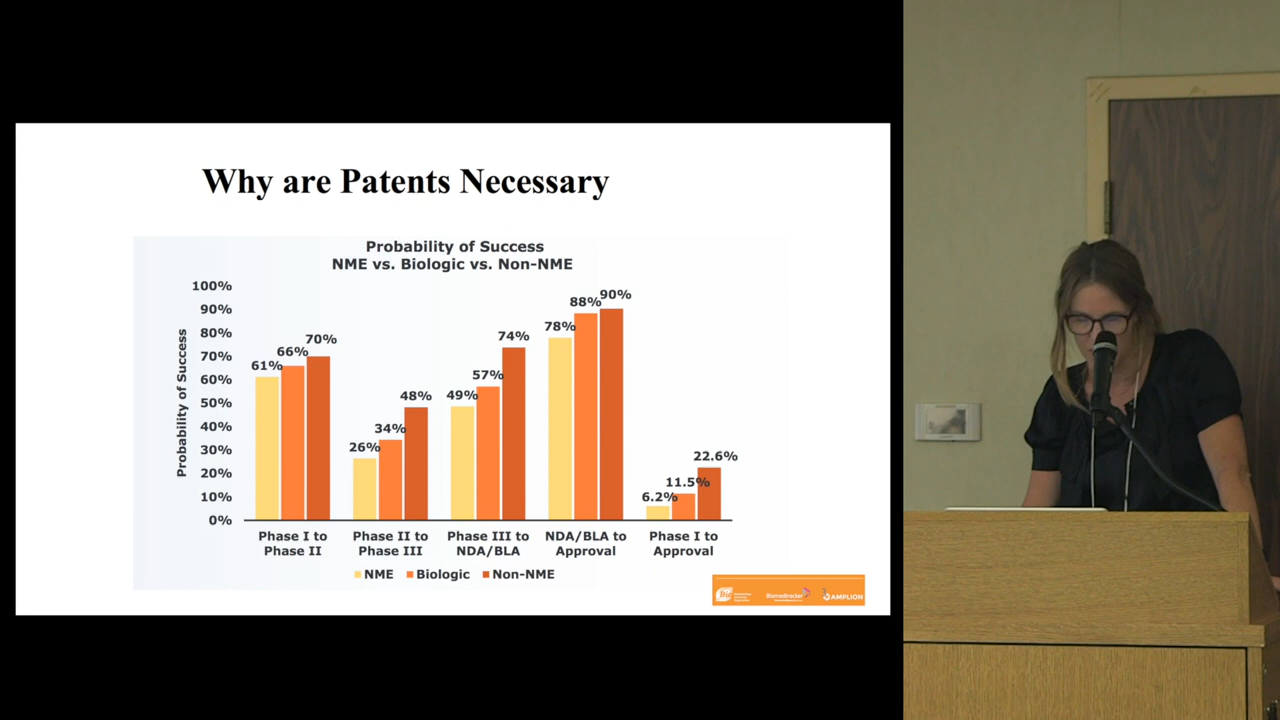 Why are Patents Necessary
Probability of Success
NME vs. Biologic vs. Non-NME
Probability of Success
100%
90%
80%
70%
60%
50%
40%
30%
20%
10%
0%
61%
66%
70%
26%
34%
48%
49%
57%
74%
78%
88%
90%
6.2%
11.5%
22.6%
Phase I to
Phase II
Phase II to
Phase III
Phase III to
NDA/BLA
NDA/BLA to
Approval
Phase I to
Approval
NME
Biologic
Non-NME
Bio
Biomedtracker
AMPLION